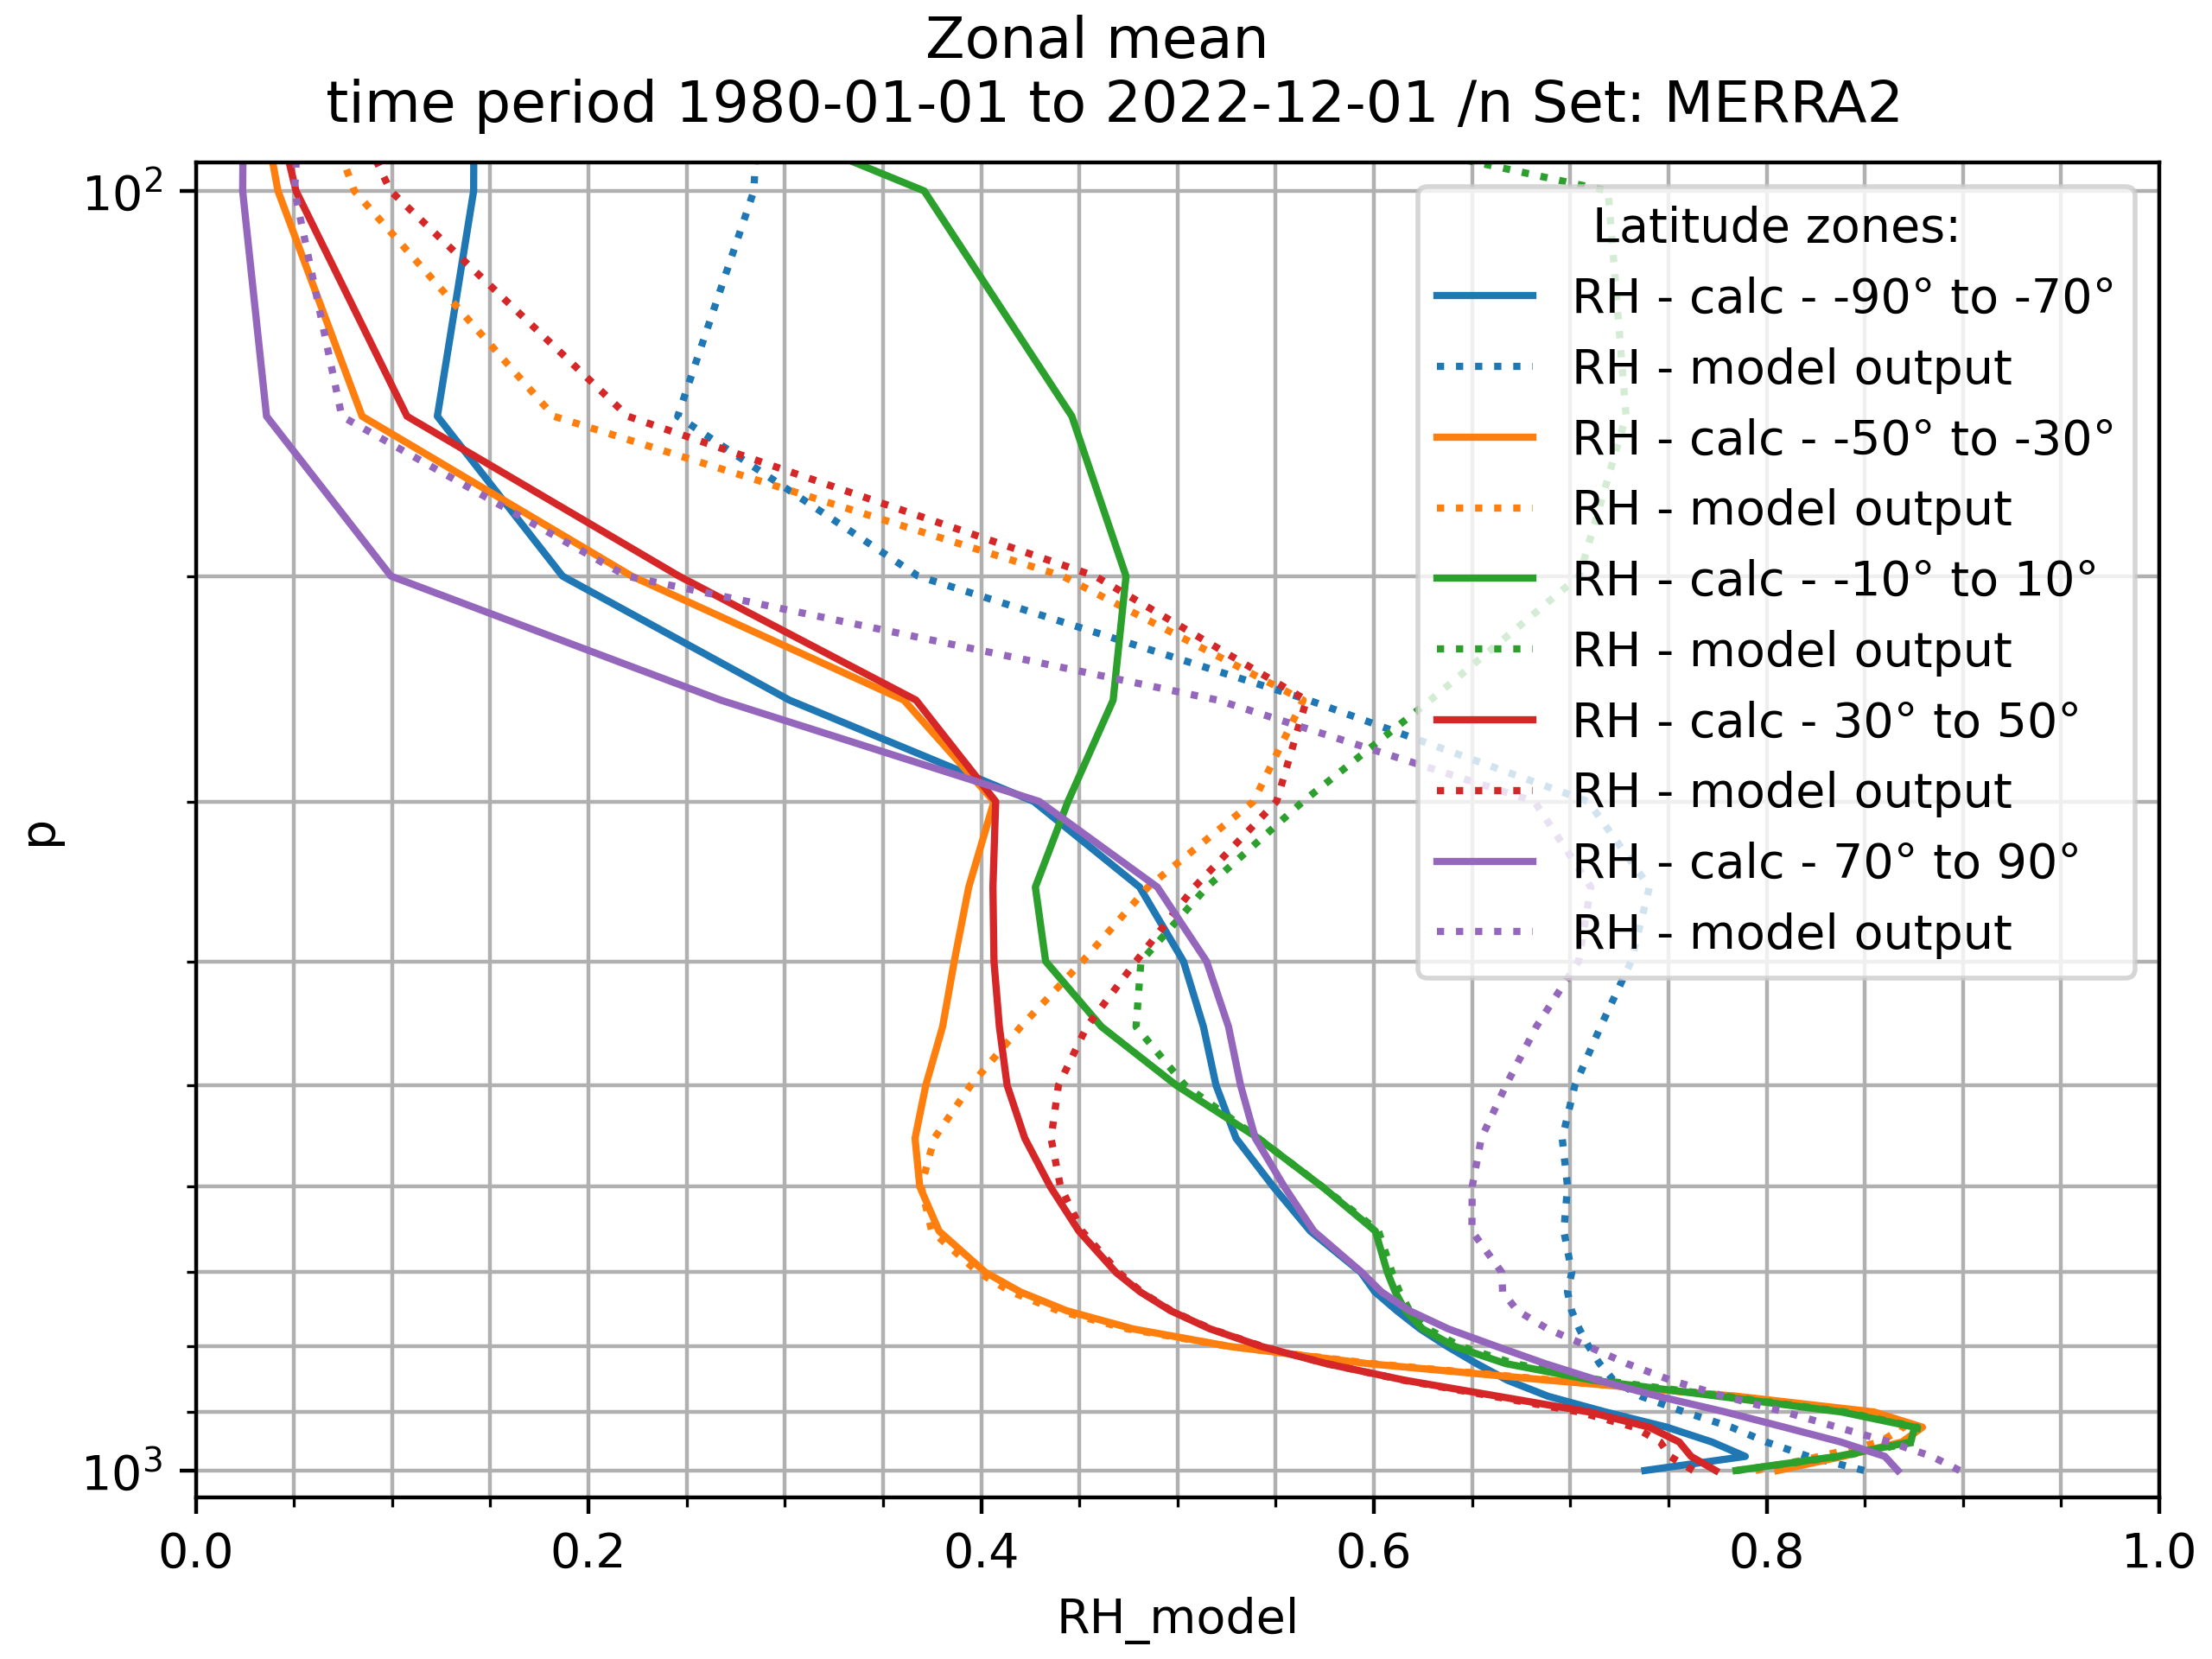 Zonal mean
time period 1980-01-01 to 2022-12-01 /n Set: MERRA2
10²
Latitude zones:
RH - calc - -90° to -70°
RH - model output
RH - calc - -50° to -30°
RH - model output
RH - calc - -10° to 10°
RH - model output
RH - calc - 30° to 50°
RH - model output
RH - calc - 70° to 90°
RH - model output
p
10³
0.0 0.2 0.4 0.6 0.8 1.0
RH_model